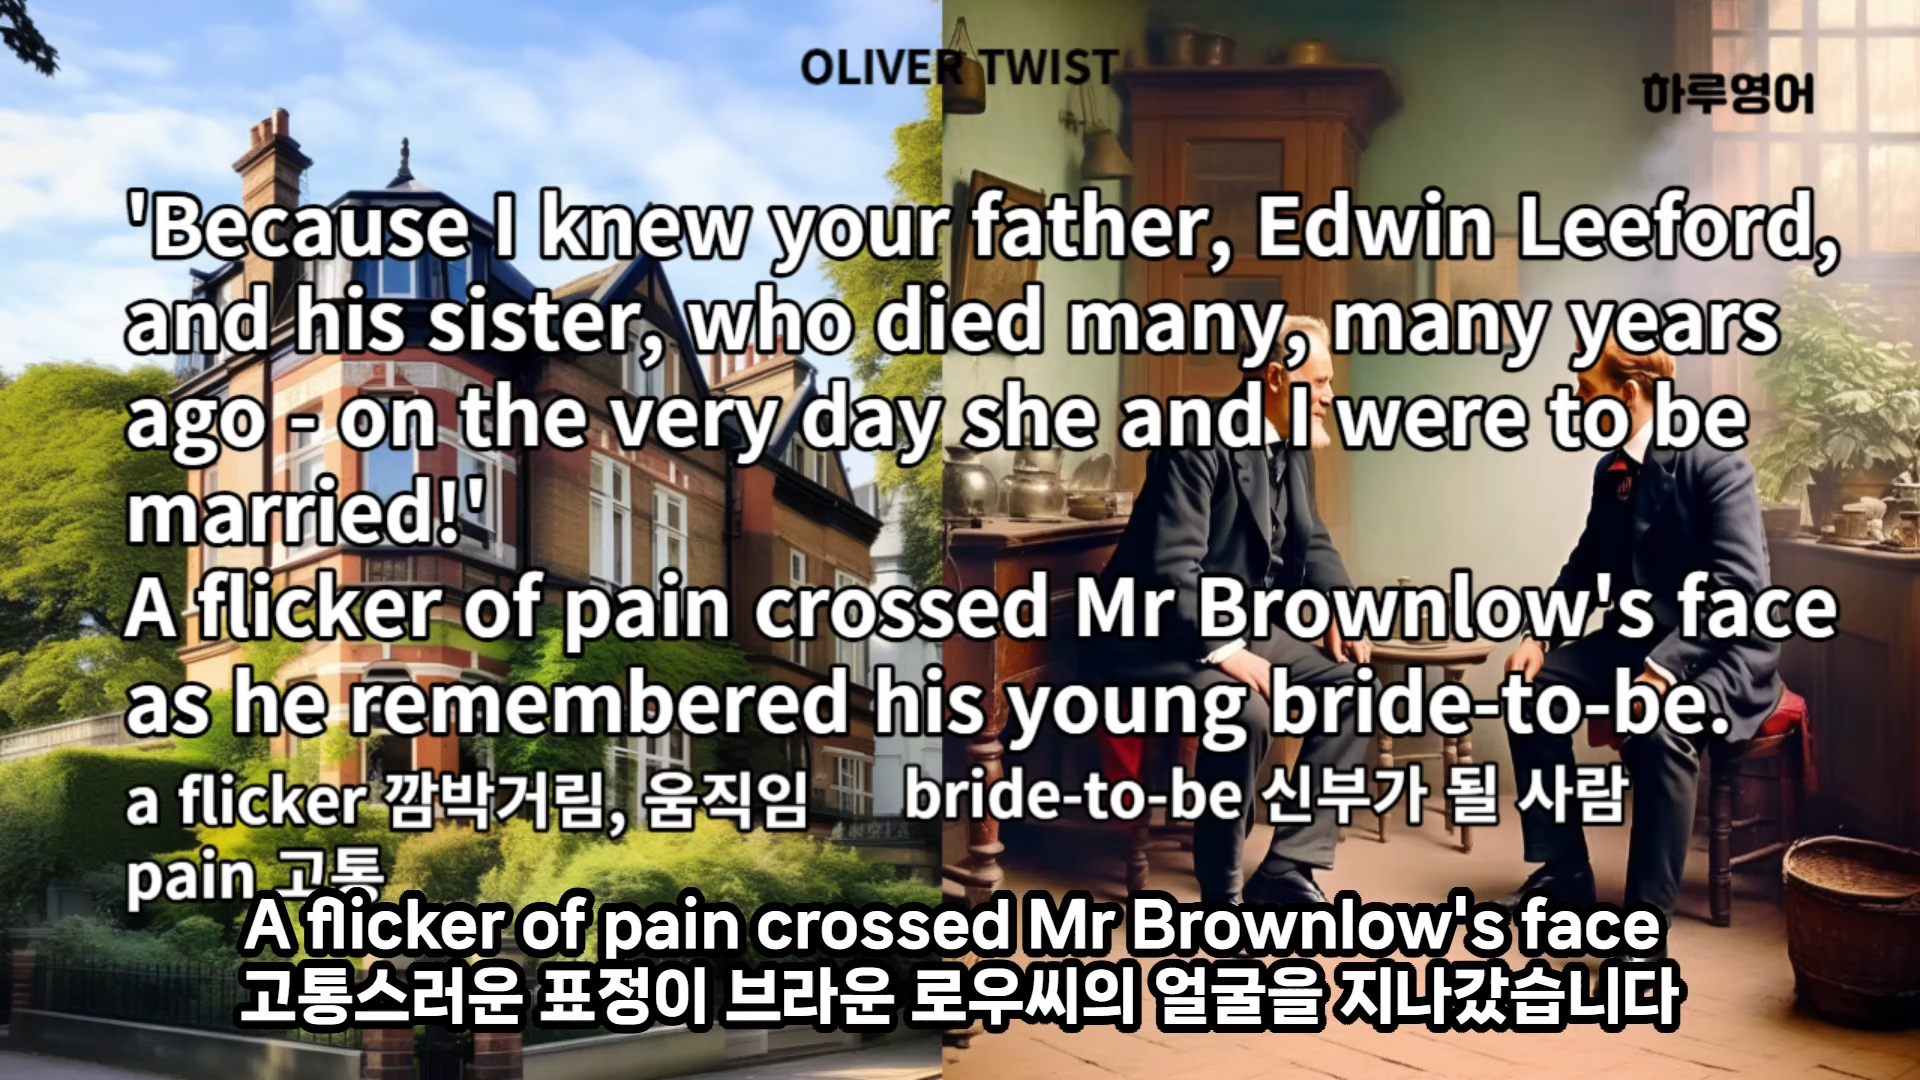 OLIVER TWIST
하루영어
'Because I knew your father, Edwin Leeford,
and his sister, who died many, many years
ago - on the very day she and I were to be
married!'
A flicker of pain crossed Mr Brownlow's face
as he remembered his young bride-to-be.
a flicker 깜박거림, 움직임 bride-to-be 신부가 될 사람
pain 고통
A flicker of pain crossed Mr Brownlow's face
고통스러운 표정이 브라운 로우씨의 얼굴을 지나갔습니다